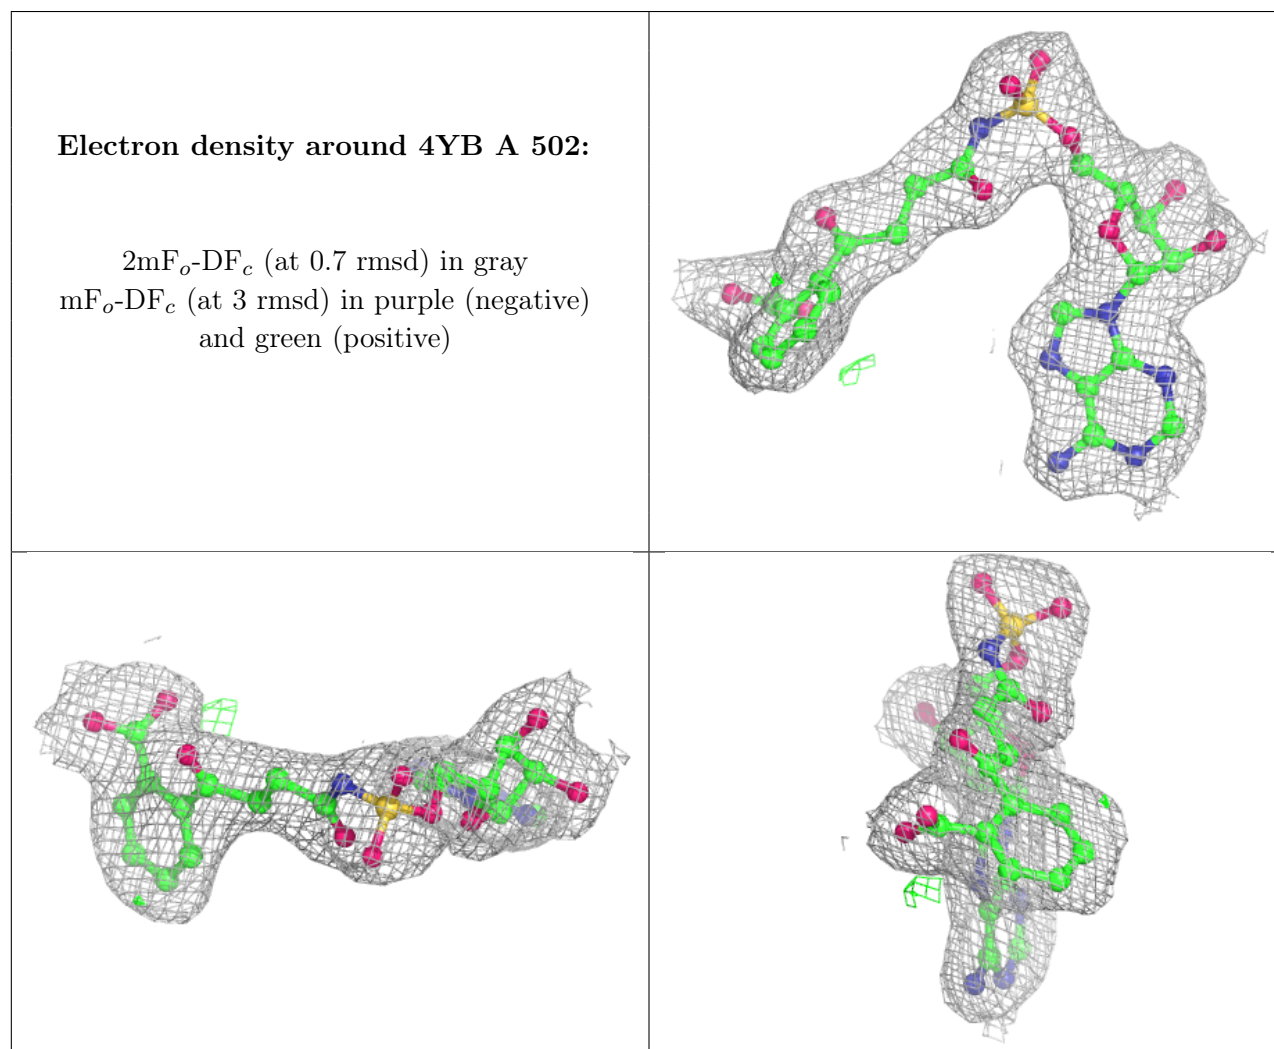 Electron density around 4YB A 502:
2mFo-DFc (at 0.7 rmsd) in gray
mFo-DFc (at 3 rmsd) in purple (negative)
and green (positive)